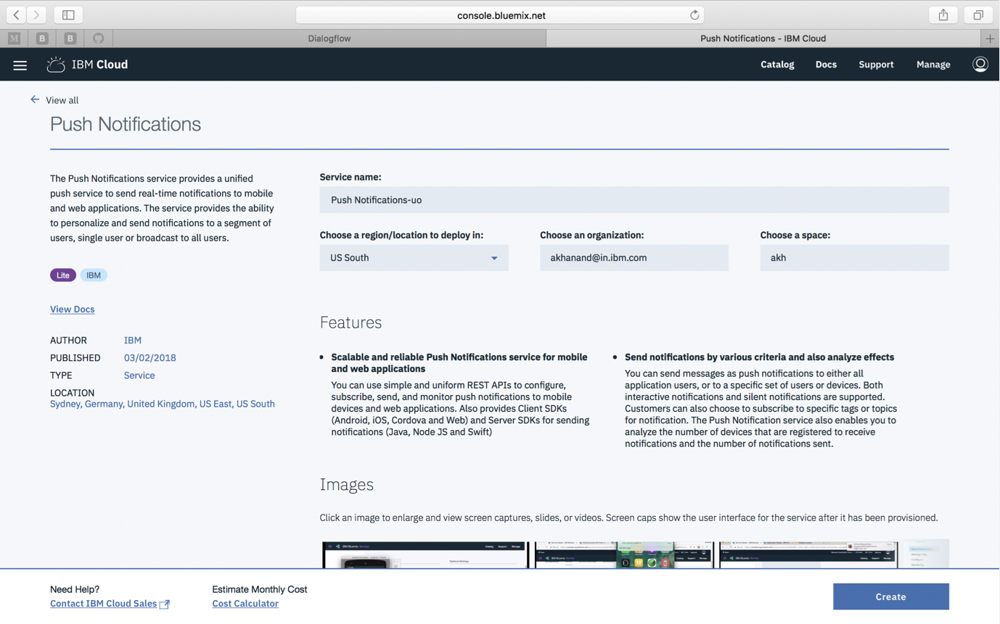 console.bluemix.net
M B B
Dialogflow
Push Notifications - IBM Cloud
IBM Cloud
Catalog Docs Support Manage
View all
Push Notifications
The Push Notifications service provides a unified
push service to send real-time notifications to mobile
and web applications. The service provides the ability
to personalize and send notifications to a segment of
users, single user or broadcast to all users.
Lite IBM
View Docs
AUTHOR IBM
PUBLISHED 03/02/2018
TYPE Service
LOCATION
Sydney, Germany, United Kingdom, US East, US South
Service name:
Push Notifications-uo
Choose a region/location to deploy in:
US South
Choose an organization:
akhanand@in.ibm.com
Choose a space:
akh
Features
Scalable and reliable Push Notifications service for mobile
and web applications
You can use simple and uniform REST APIs to configure,
subscribe, send, and monitor push notifications to mobile
devices and web applications. Also provides Client SDKs
(Android, iOS, Cordova and Web) and Server SDKs for sending
notifications (Java, Node JS and Swift)
Send notifications by various criteria and also analyze effects
You can send messages as push notifications to either all
application users, or to a specific set of users or devices. Both
interactive notifications and silent notifications are supported.
Customers can also choose to subscribe to specific tags or topics
for notification. The Push Notification service also enables you to
analyze the number of devices that are registered to receive
notifications and the number of notifications sent.
Images
Click an image to enlarge and view screen captures, slides, or videos. Screen caps show the user interface for the service after it has been provisioned.
Need Help?
Contact IBM Cloud Sales
Estimate Monthly Cost
Cost Calculator
Create